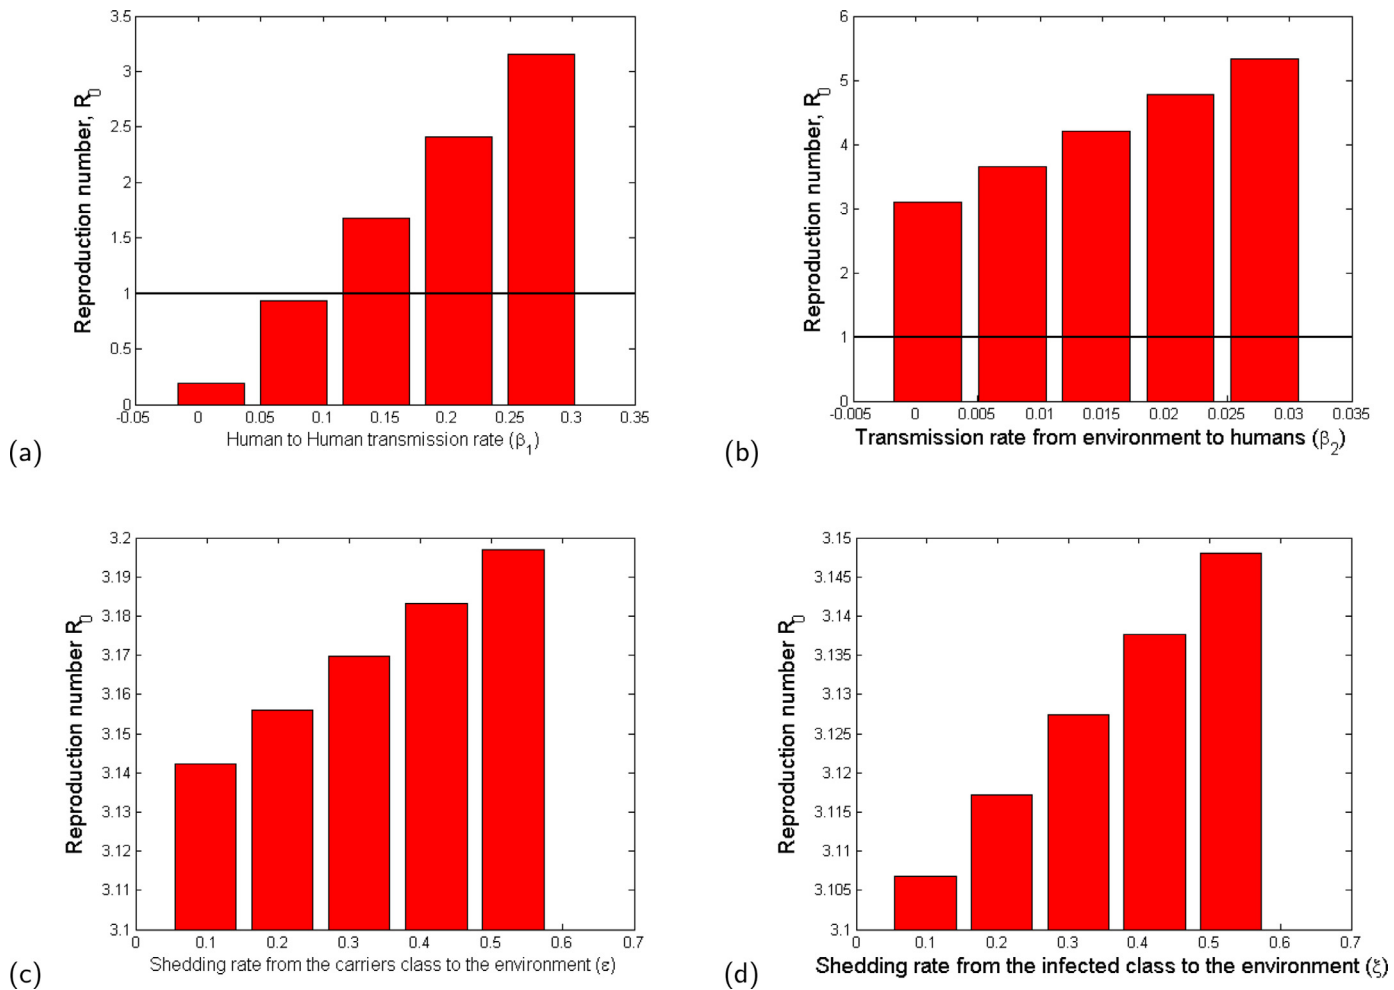 3.5
3
2.5
2
1.5
1
0.5
0
Reproduction number, R0
-0.05 0 0.05 0.1 0.15 0.2 0.25 0.3 0.35
Human to Human transmission rate (β1)
(a)
6
5
4
3
2
1
0
Reproduction number, R0
-0.005 0 0.005 0.01 0.015 0.02 0.025 0.03 0.035
Transmission rate from environment to humans (β2)
(b)
3.2
3.19
3.18
3.17
3.16
3.15
3.14
3.13
3.12
3.11
3.1
Reproduction number R0
0 0.1 0.2 0.3 0.4 0.5 0.6 0.7
Shedding rate from the carriers class to the environment (ε)
(c)
3.15
3.145
3.14
3.135
3.13
3.125
3.12
3.115
3.11
3.105
3.1
Reproduction number R0
0 0.1 0.2 0.3 0.4 0.5 0.6 0.7
Shedding rate from the infected class to the environment (ξ)
(d)